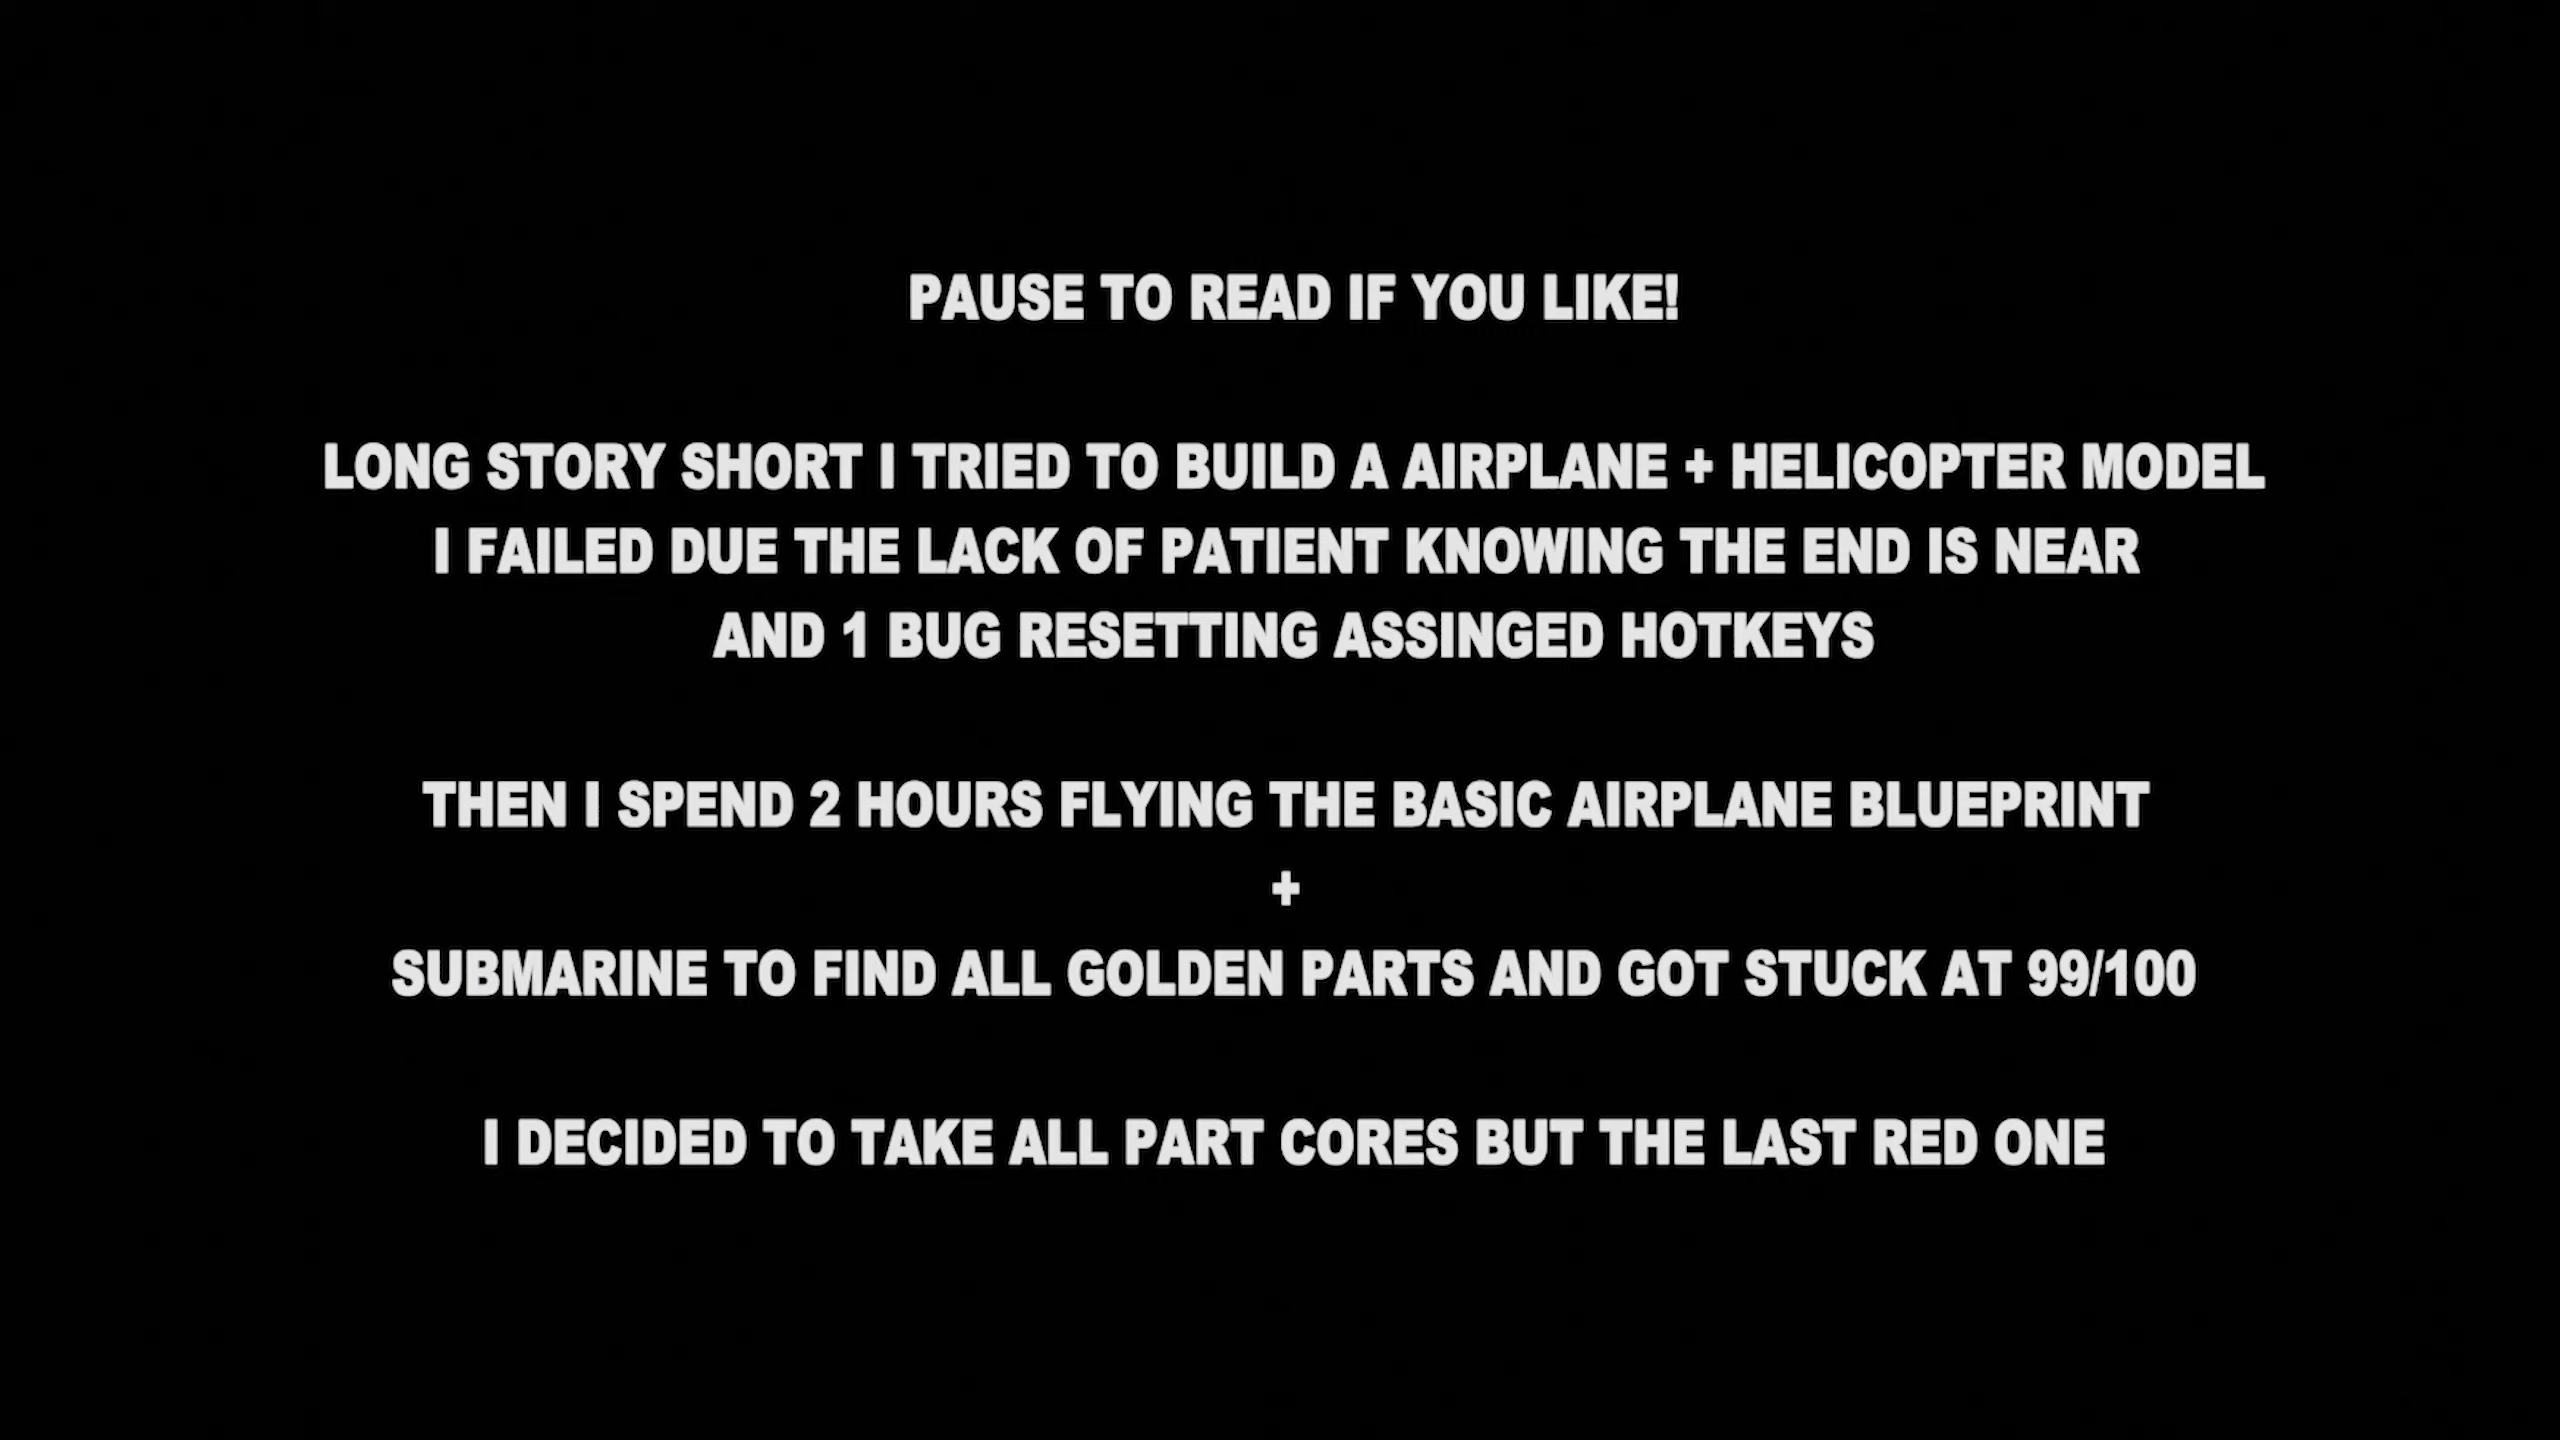 PAUSE TO READ IF YOU LIKE!
LONG STORY SHORT I TRIED TO BUILD A AIRPLANE + HELICOPTER MODEL
I FAILED DUE THE LACK OF PATIENT KNOWING THE END IS NEAR
AND 1 BUG RESETTING ASSINGED HOTKEYS
THEN I SPEND 2 HOURS FLYING THE BASIC AIRPLANE BLUEPRINT
+
SUBMARINE TO FIND ALL GOLDEN PARTS AND GOT STUCK AT 99/100
I DECIDED TO TAKE ALL PART CORES BUT THE LAST RED ONE